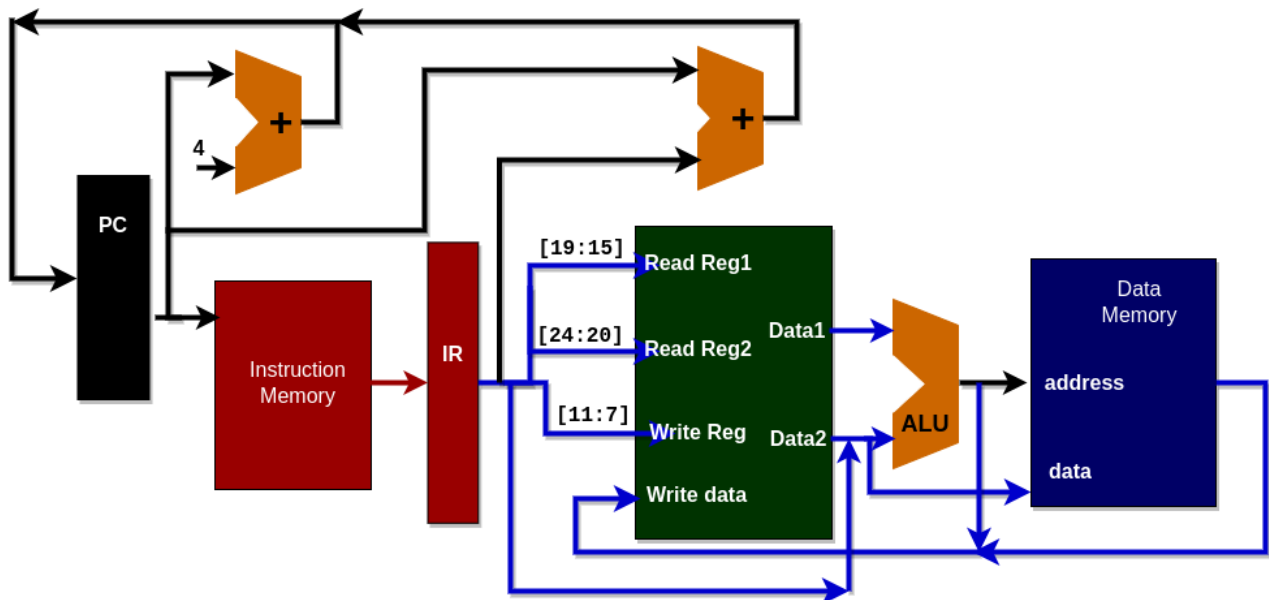 +
+
4
PC
[19:15]
Read Reg1
Data
Memory
[24:20]
Data1
IR
Read Reg2
Instruction
Memory
address
[11:7]
Write Reg
Data2
ALU
data
Write data